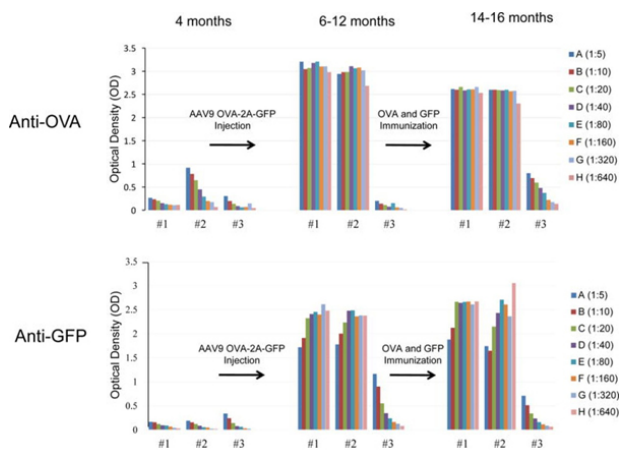 4 months
6-12 months
14-16 months
Anti-OVA
Optical Density (OD)
3.5
3
2.5
2
1.5
1
0.5
0
AAV9 OVA-2A-GFP
Injection
OVA and GFP
Immunization
#1
#2
#3
#1
#2
#3
#1
#2
#3
A (1:5)
B (1:10)
C (1:20)
D (1:40)
E (1:80)
F (1:160)
G (1:320)
H (1:640)
Anti-GFP
Optical Density (OD)
3.5
3
2.5
2
1.5
1
0.5
0
AAV9 OVA-2A-GFP
Injection
OVA and GFP
Immunization
#1
#2
#3
#1
#2
#3
#1
#2
#3
A (1:5)
B (1:10)
C (1:20)
D (1:40)
E (1:80)
F (1:160)
G (1:320)
H (1:640)